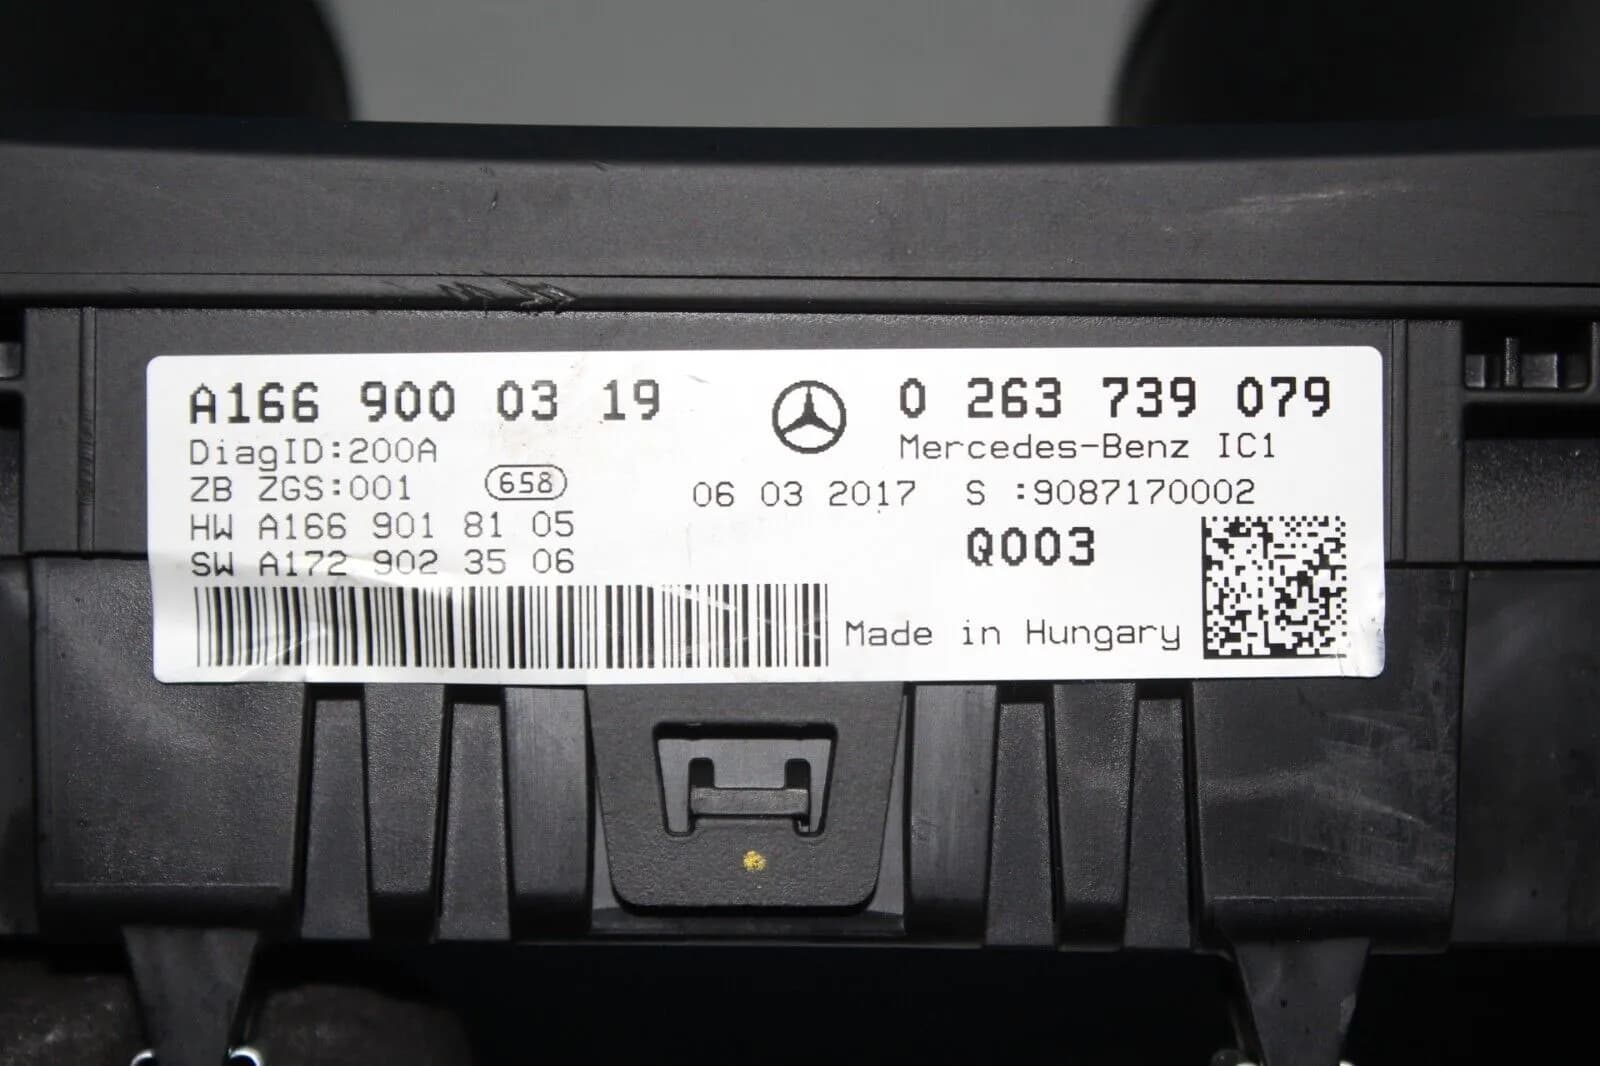 A166 900 03 19
0 263 739 079
DiagID:200A
Mercedes-Benz IC1
ZB ZGS:001
658
06 03 2017
S :9087170002
HW A166 901 81 05
Q003
SW A172 902 35 06
Made in Hungary